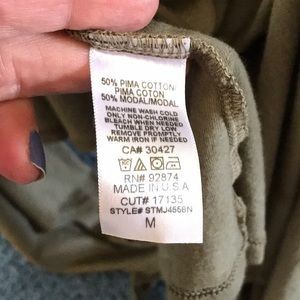 50% PIMA COTTON/
PIMA COTON
50% MODAL/MODAL
MACHINE WASH COLD
ONLY NON-CHLORINE
BLEACH WHEN NEEDED
TUMBLE DRY LOW
REMOVE PROMPTLY
WARM IRON IF NEEDED
CA# 30427
RN# 92874
MADE IN U.S.A
CUT# 17135
STYLE# STMJ4556N
M